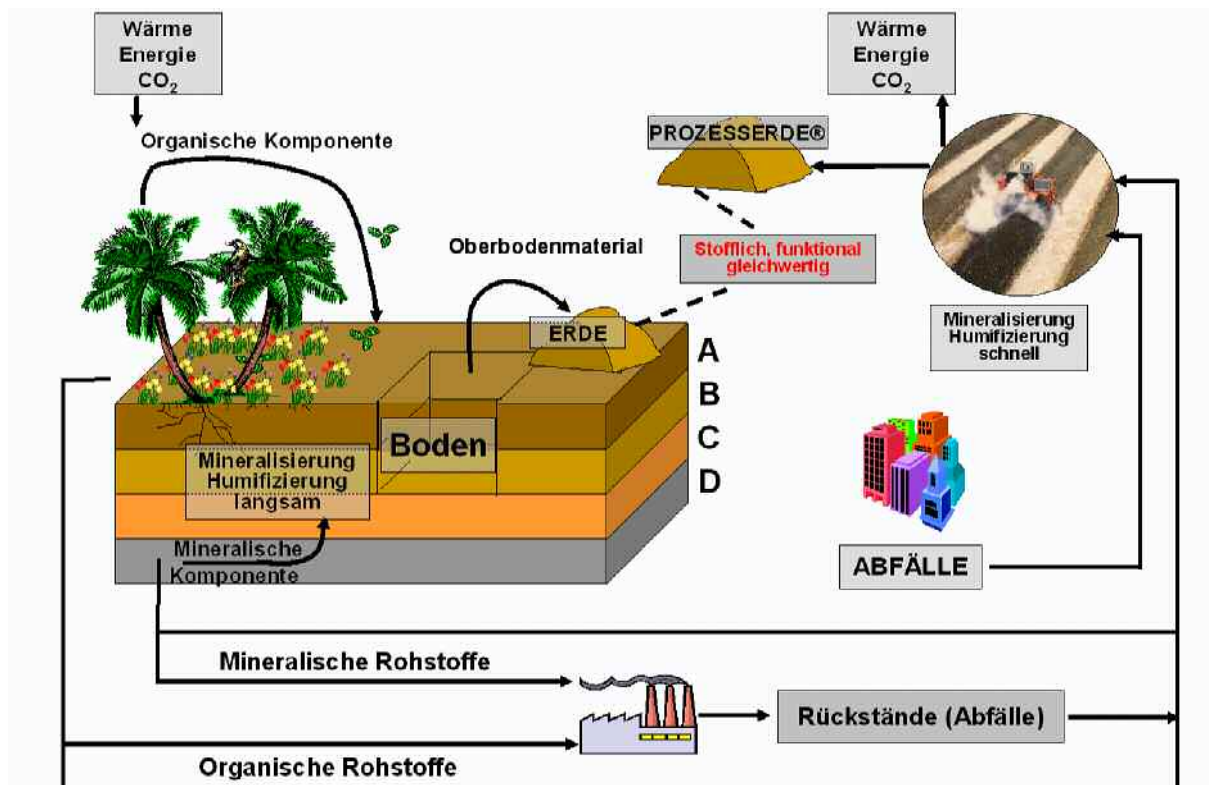 Wärme
Energie
CO₂
Organische Komponente
Wärme
Energie
CO₂
PROZESSERDE®
Stofflich, funktional
gleichwertig
Oberbodenmaterial
ERDE
Mineralisierung
Humifizierung
schnell
A
B
C
D
Boden
Mineralisierung
Humifizierung
langsam
Mineralische
Komponente
ABFÄLLE
Mineralische Rohstoffe
Rückstände (Abfälle)
Organische Rohstoffe